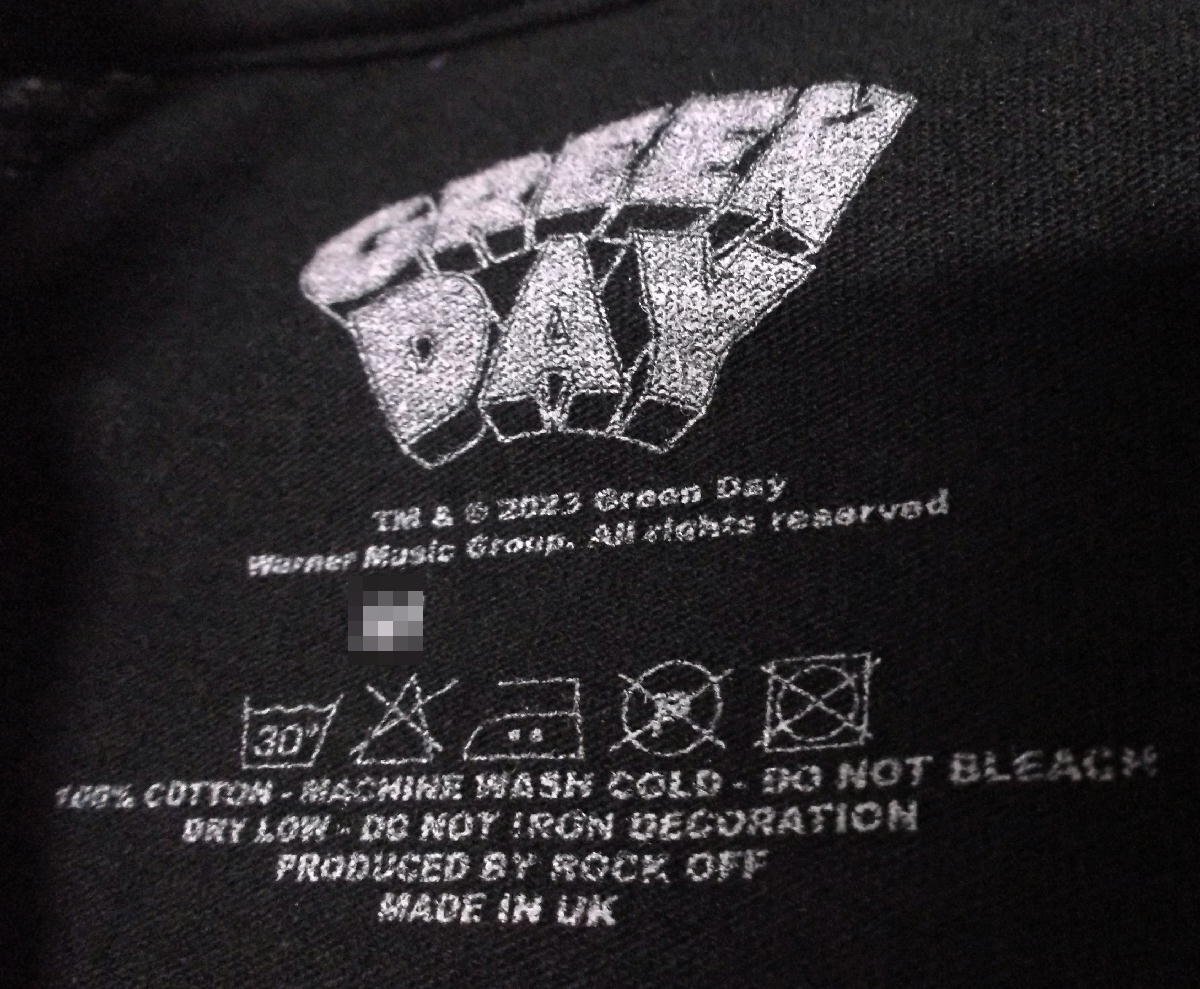 GREEN
DAY
TM & © 2023 Green Day
Warner Music Group. All rights reserved
30°
P
100% COTTON - MACHINE WASH COLD - DO NOT BLEACH
DRY LOW - DO NOT IRON DECORATION
PRODUCED BY ROCK OFF
MADE IN UK